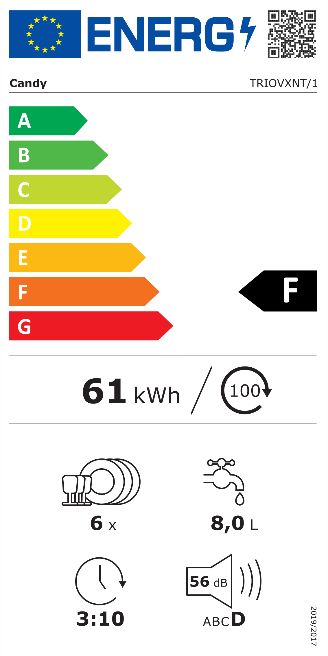 ENERG
Candy
TRIOVXNT/1
A
B
C
D
E
F
F
G
61 kWh / 100
6 x
8,0 L
3:10
56 dB
ABCD
2019/2017